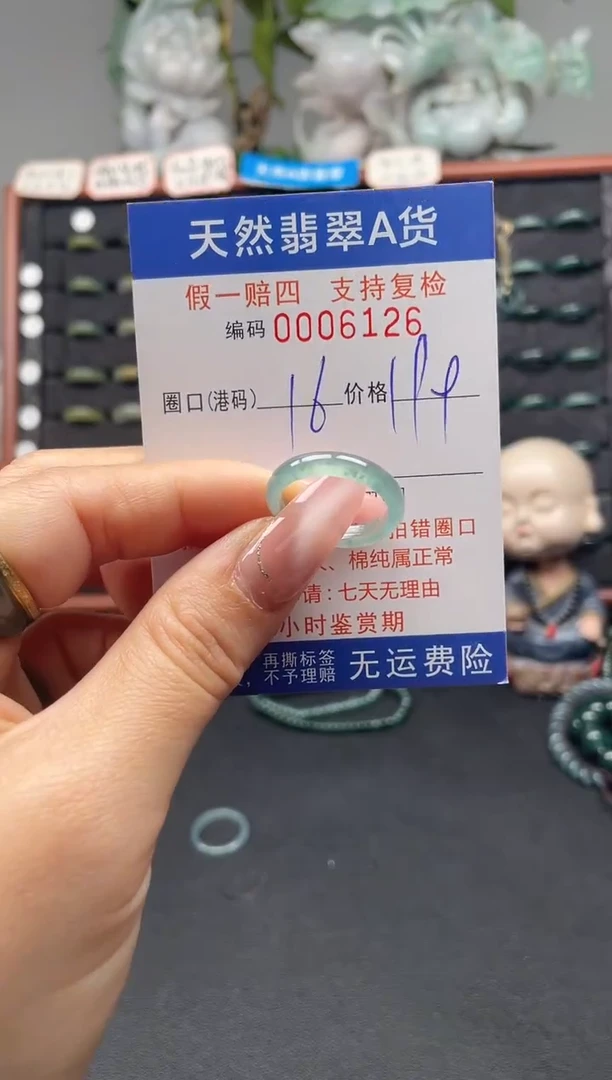 天然翡翠A货
假一赔四 支持复检
编码 0006126
圈口(港码) 16 价格 199
拍错圈口
、棉纯属正常
请：七天无理由
小时鉴赏期
再撕标签
，不予理赔
无运费险